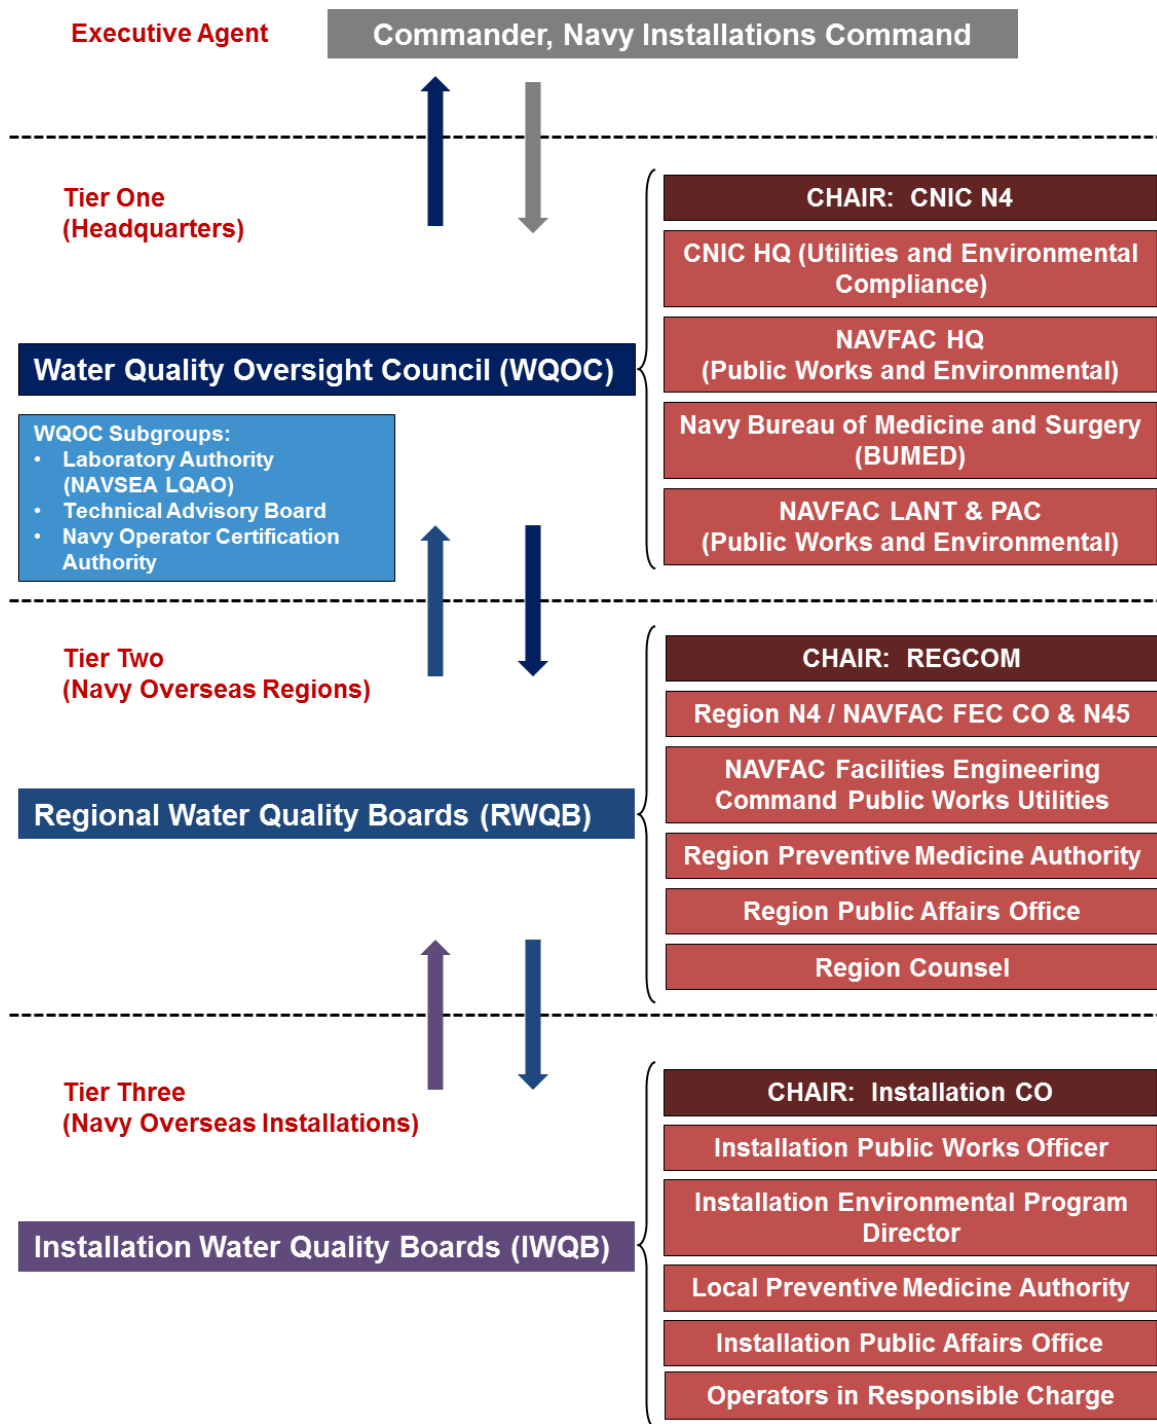 Executive Agent
Commander, Navy Installations Command
Tier One
(Headquarters)
CHAIR: CNIC N4
CNIC HQ (Utilities and Environmental
Compliance)
NAVFAC HQ
(Public Works and Environmental)
Water Quality Oversight Council (WQOC)
Navy Bureau of Medicine and Surgery
(BUMED)
WQOC Subgroups:
• Laboratory Authority
(NAVSEA LQAO)
• Technical Advisory Board
• Navy Operator Certification
Authority
NAVFAC LANT & PAC
(Public Works and Environmental)
Tier Two
(Navy Overseas Regions)
CHAIR: REGCOM
Region N4 / NAVFAC FEC CO & N45
NAVFAC Facilities Engineering
Command Public Works Utilities
Regional Water Quality Boards (RWQB)
Region Preventive Medicine Authority
Region Public Affairs Office
Region Counsel
Tier Three
(Navy Overseas Installations)
CHAIR: Installation CO
Installation Public Works Officer
Installation Environmental Program
Director
Installation Water Quality Boards (IWQB)
Local Preventive Medicine Authority
Installation Public Affairs Office
Operators in Responsible Charge